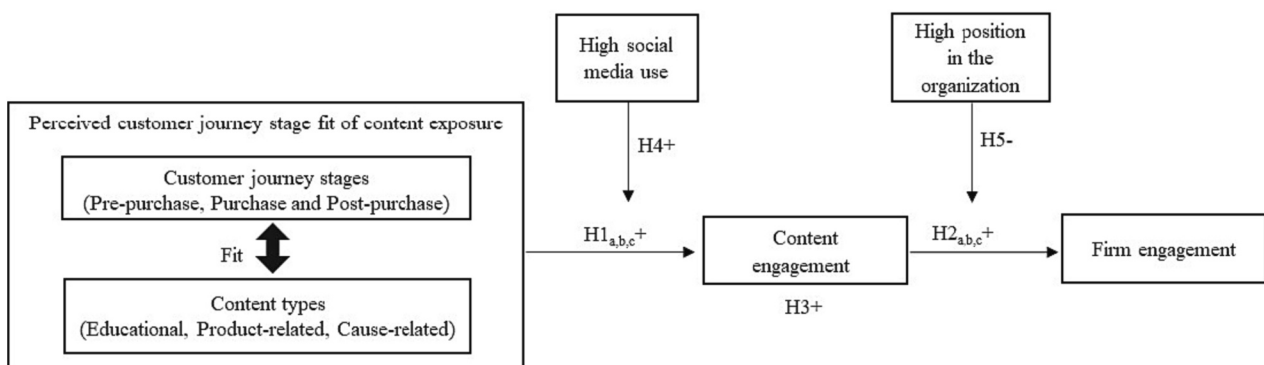 High social
media use
High position
in the
organization
Perceived customer journey stage fit of content exposure
H4+
H5-
Customer journey stages
(Pre-purchase, Purchase and Post-purchase)
Fit
H1a,b,c+
Content
engagement
H2a,b,c+
Firm engagement
Content types
(Educational, Product-related, Cause-related)
H3+